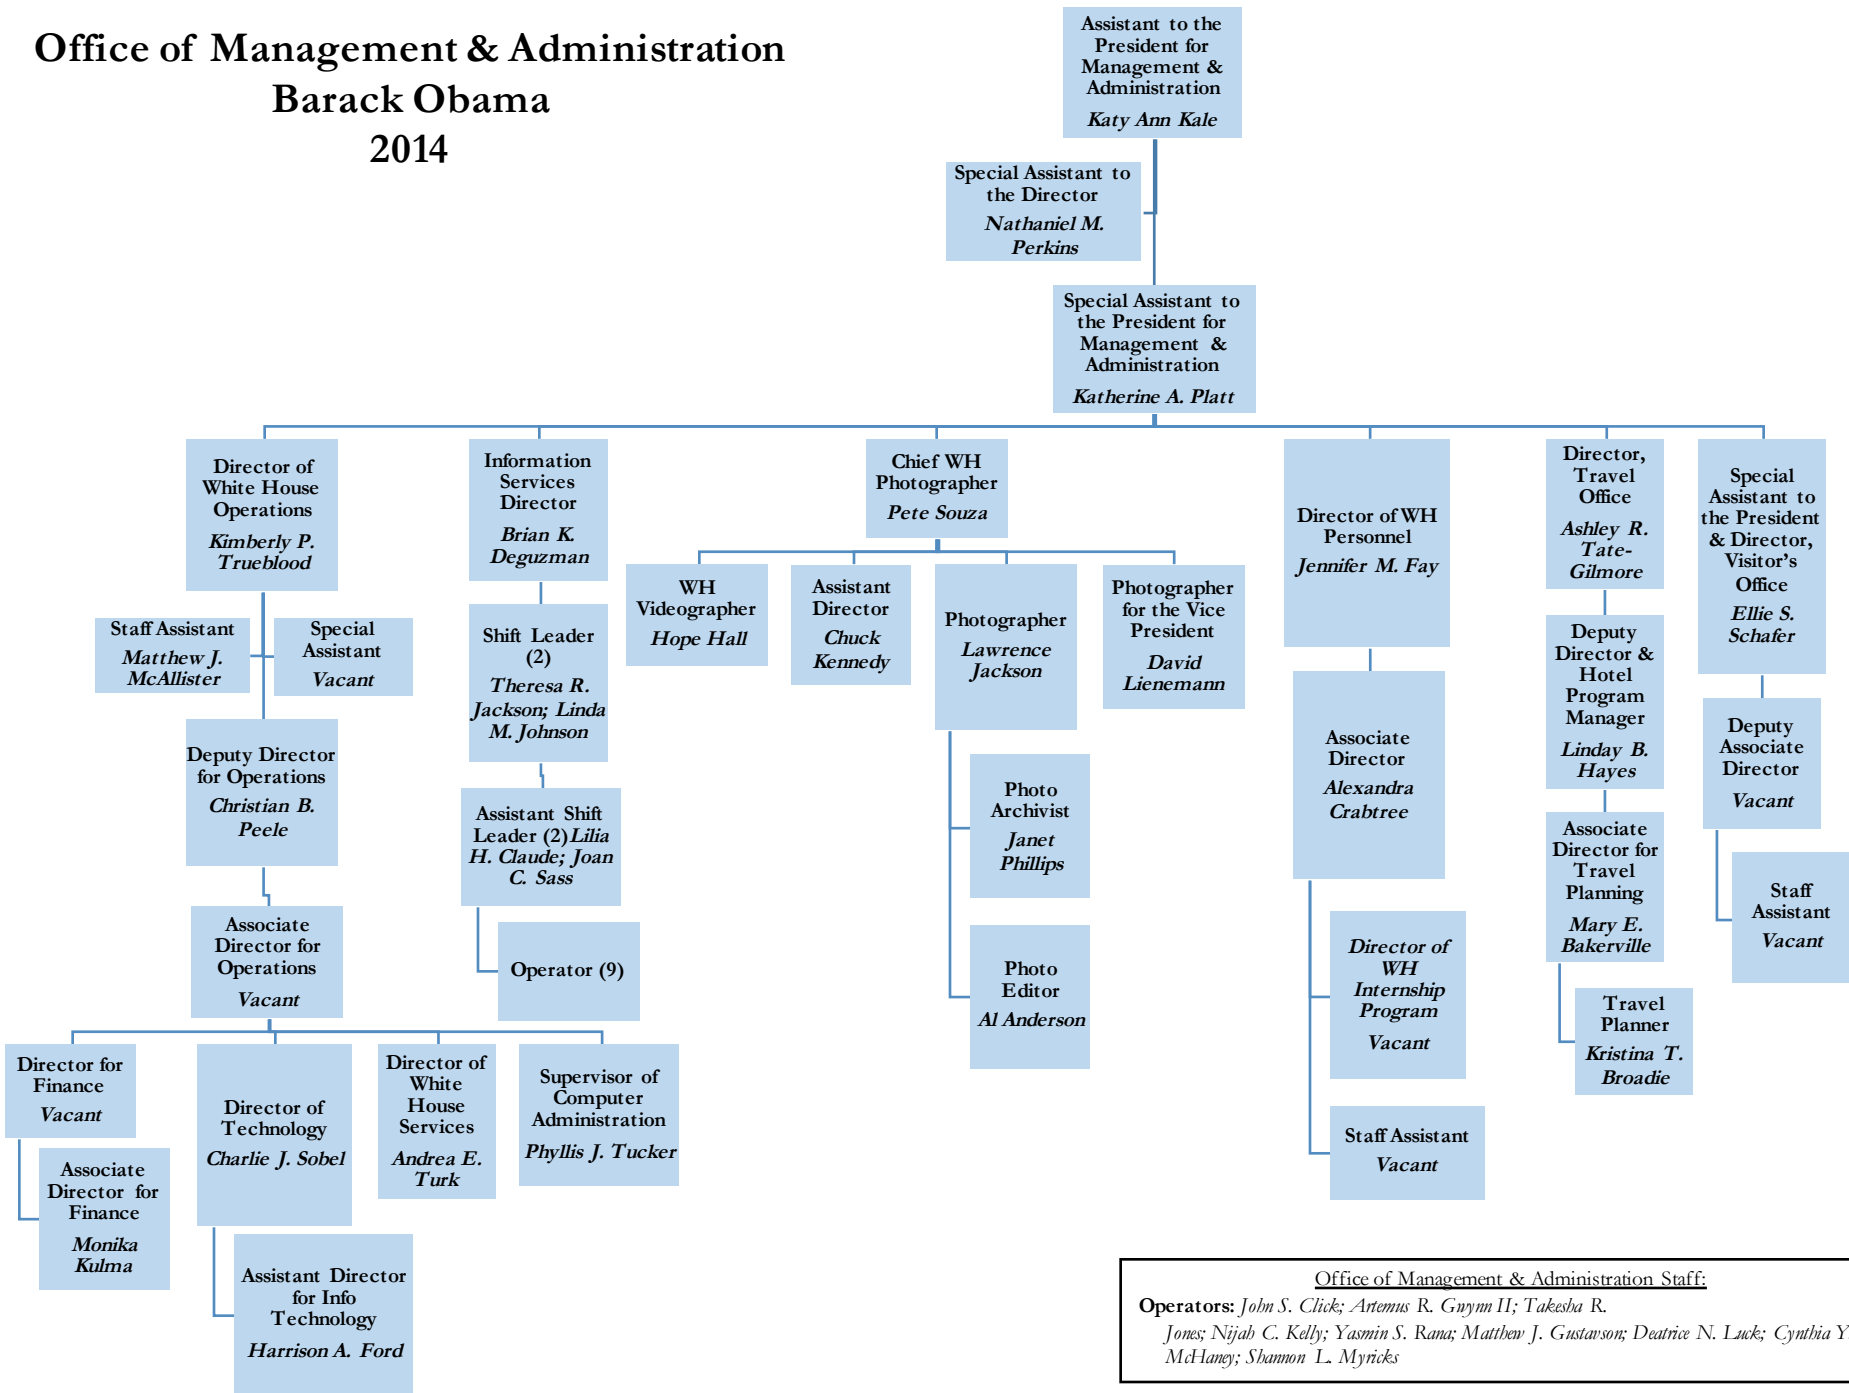 Office of Management & Administration
Barack Obama
2014
Assistant to the
President for
Management &
Administration
Katy Ann Kale
Special Assistant to
the Director
Nathaniel M.
Perkins
Special Assistant to
the President for
Management &
Administration
Katherine A. Platt
Director of
White House
Operations
Kimberly P.
Trueblood
Staff Assistant
Matthew J.
McAllister
Special
Assistant
Vacant
Deputy Director
for Operations
Christian B.
Peele
Associate
Director for
Operations
Vacant
Director for
Finance
Vacant
Associate
Director for
Finance
Monika
Kulma
Director of
Technology
Charlie J. Sobel
Assistant Director
for Info
Technology
Harrison A. Ford
Director of
White
House
Services
Andrea E.
Turk
Supervisor of
Computer
Administration
Phyllis J. Tucker
Information
Services
Director
Brian K.
Deguzman
Shift Leader
(2)
Theresa R.
Jackson; Linda
M. Johnson
Assistant Shift
Leader (2)Lilia
H. Claude; Joan
C. Sass
Operator (9)
Chief WH
Photographer
Pete Souza
WH
Videographer
Hope Hall
Assistant
Director
Chuck
Kennedy
Photographer
Lawrence
Jackson
Photo
Archivist
Janet
Phillips
Photo
Editor
Al Anderson
Photographer
for the Vice
President
David
Lienemann
Director of WH
Personnel
Jennifer M. Fay
Associate
Director
Alexandra
Crabtree
Director of
WH
Internship
Program
Vacant
Staff Assistant
Vacant
Director,
Travel
Office
Ashley R.
Tate-
Gilmore
Deputy
Director &
Hotel
Program
Manager
Linday B.
Hayes
Associate
Director for
Travel
Planning
Mary E.
Bakerville
Travel
Planner
Kristina T.
Broadie
Special
Assistant to
the President
& Director,
Visitor's
Office
Ellie S.
Schafer
Deputy
Associate
Director
Vacant
Staff
Assistant
Vacant
Office of Management & Administration Staff:
Operators: John S. Click; Artemus R. Gwynn II; Takesha R.
Jones; Nijah C. Kelly; Yasmin S. Rana; Matthew J. Gustavson; Deatrice N. Luck; Cynthia Y.
McHaney; Shannon L. Myricks